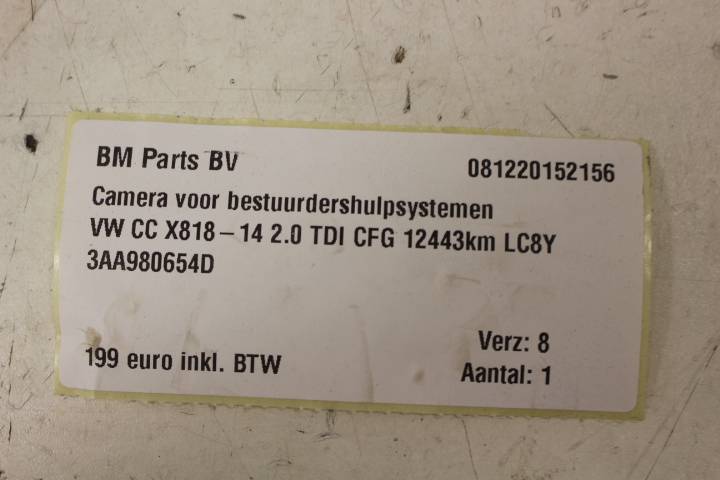 BM Parts BV 081220152156
Camera voor bestuurdershulpsystemen
VW CC X818-14 2.0 TDI CFG 12443km LC8Y
3AA980654D
Verz: 8
199 euro inkl. BTW
Aantal: 1